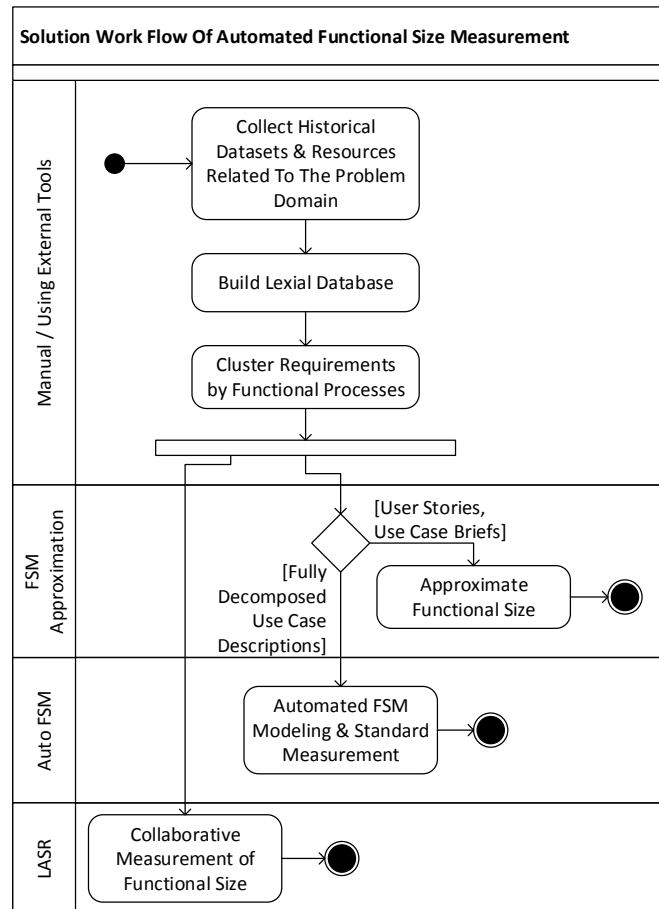 Solution Work Flow Of Automated Functional Size Measurement
Manual / Using External Tools
Collect Historical
Datasets & Resources
Related To The Problem
Domain
Build Lexial Database
Cluster Requirements
by Functional Processes
FSM
Approximation
[User Stories,
Use Case Briefs]
[Fully
Decomposed
Use Case
Descriptions]
Approximate
Functional Size
Auto FSM
Automated FSM
Modeling & Standard
Measurement
LASR
Collaborative
Measurement of
Functional Size